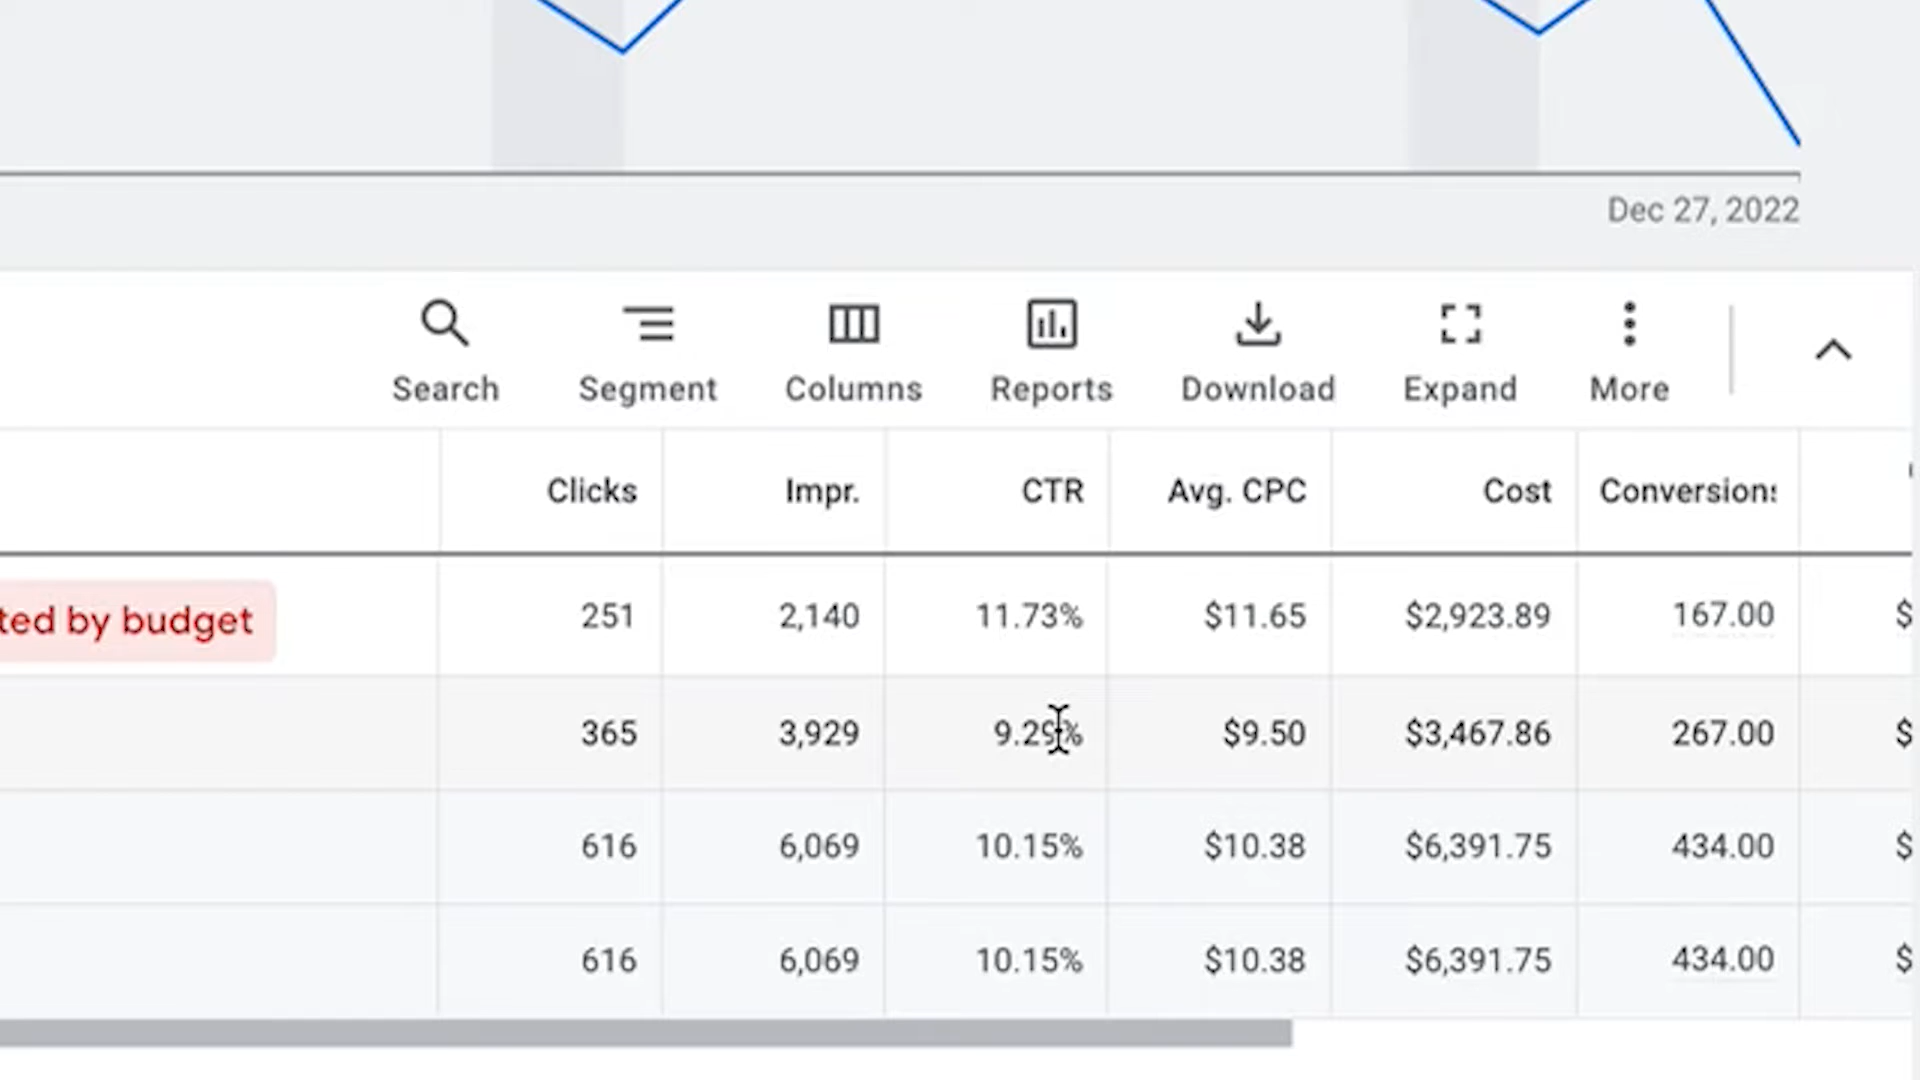 Dec 27, 2022
Search Segment Columns Reports Download Expand More
Clicks Impr. CTR Avg. CPC Cost Conversions
ted by budget 251 2,140 11.73% $11.65 $2,923.89 167.00 $
365 3,929 9.29% $9.50 $3,467.86 267.00 $
616 6,069 10.15% $10.38 $6,391.75 434.00 $
616 6,069 10.15% $10.38 $6,391.75 434.00 $